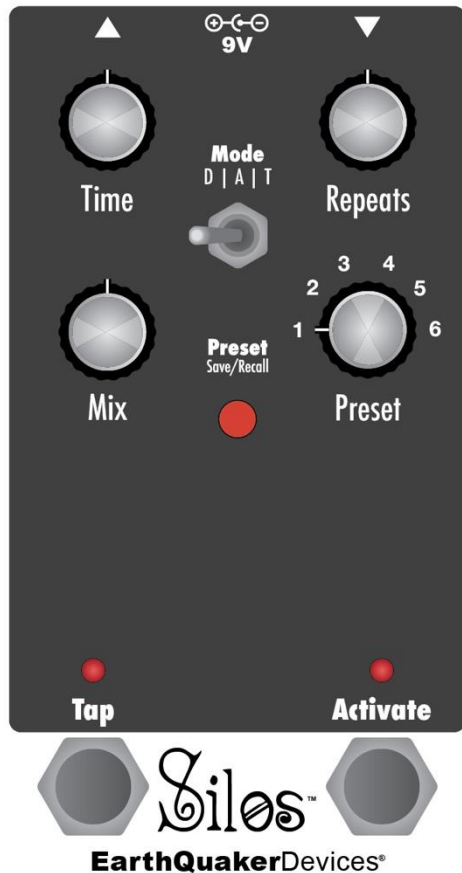 9V
Mode
D | A | T
Time
Repeats
3 4
2 5
1 6
Preset
Save/Recall
Mix
Preset
Tap
Activate
Silos™
EarthQuakerDevices®